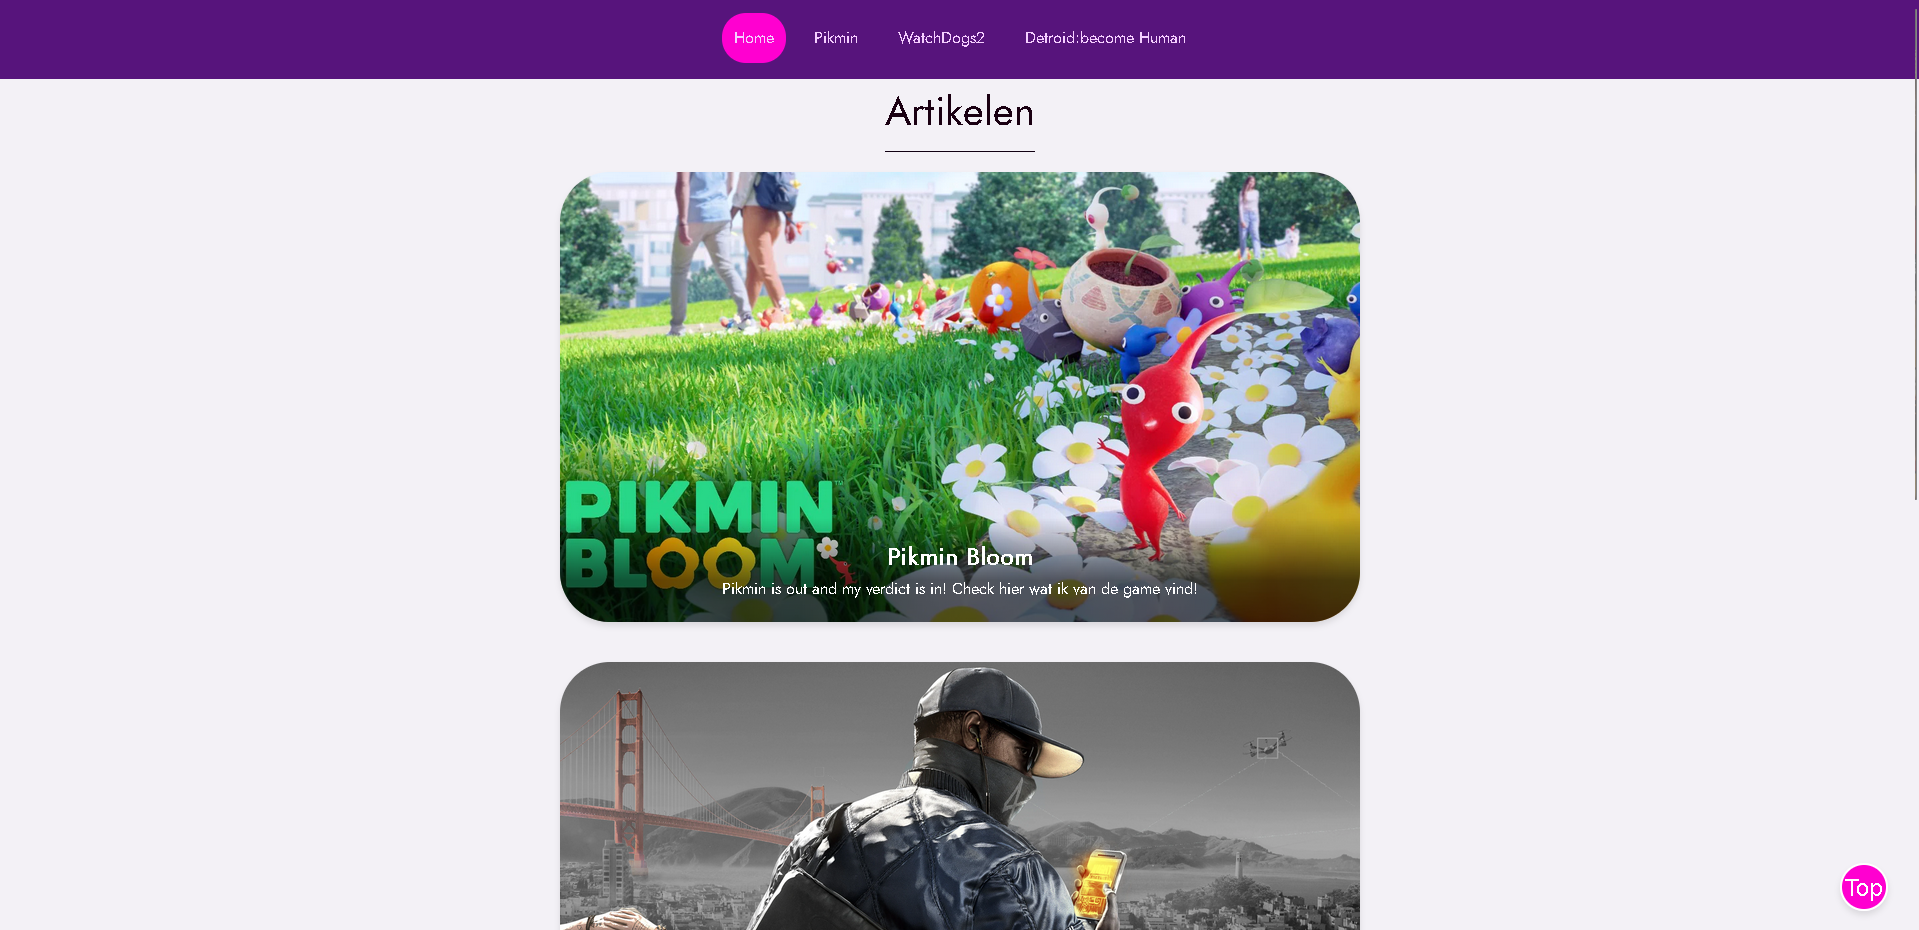 Home Pikmin WatchDogs2 Detroid:become Human
Artikelen
PIKMIN™
BLOOM
Pikmin Bloom
Pikmin is out and my verdict is in! Check hier wat ik van de game vind!
Top